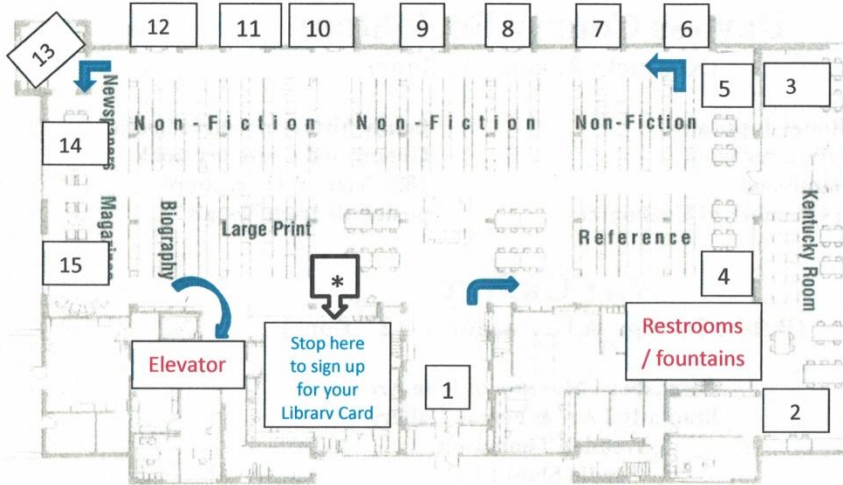 13
12
11
10
9
8
7
6
5
3
Newspapers
Non-Fiction
Non-Fiction
Non-Fiction
14
Magazines
Biography
Large Print
Reference
Kentucky Room
15
*
4
Elevator
Stop here
to sign up
for your
Library Card
1
Restrooms
/ fountains
2